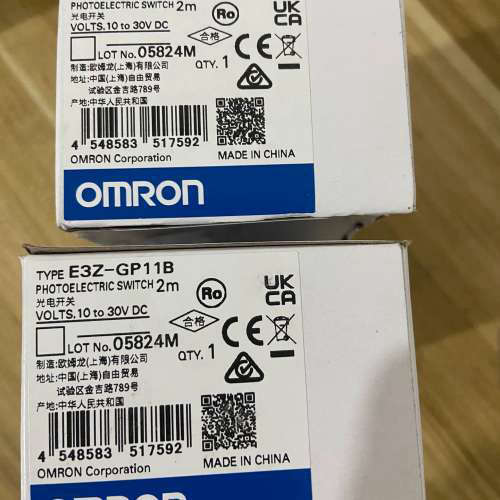 PHOTOELECTRIC SWITCH 2m
光电开关
VOLTS.10 to 30V DC
Ro
UK
CA
合格
CE
LOT No. 05824M
QTY. 1
制造:欧姆龙(上海)有限公司
地址:中国(上海)自由贸易
试验区金吉路789号
产地:中华人民共和国
4 548583 517592
OMRON Corporation
MADE IN CHINA
OMRON
TYPE E3Z-GP11B
PHOTOELECTRIC SWITCH 2m
光电开关
VOLTS.10 to 30V DC
Ro
UK
CA
合格
CE
LOT No. 05824M
QTY. 1
制造:欧姆龙(上海)有限公司
地址:中国(上海)自由贸易
试验区金吉路789号
产地:中华人民共和国
4 548583 517592
OMRON Corporation
MADE IN CHINA
OMRON